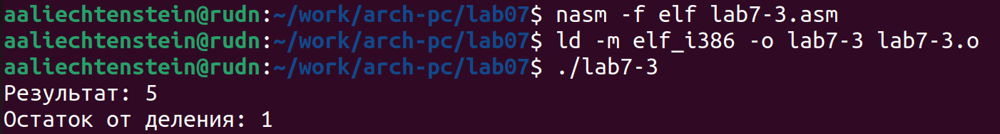 aaliechtenstein@rudn:~/work/arch-pc/lab07$ nasm -f elf lab7-3.asm
aaliechtenstein@rudn:~/work/arch-pc/lab07$ ld -m elf_i386 -o lab7-3 lab7-3.o
aaliechtenstein@rudn:~/work/arch-pc/lab07$ ./lab7-3
Результат: 5
Остаток от деления: 1